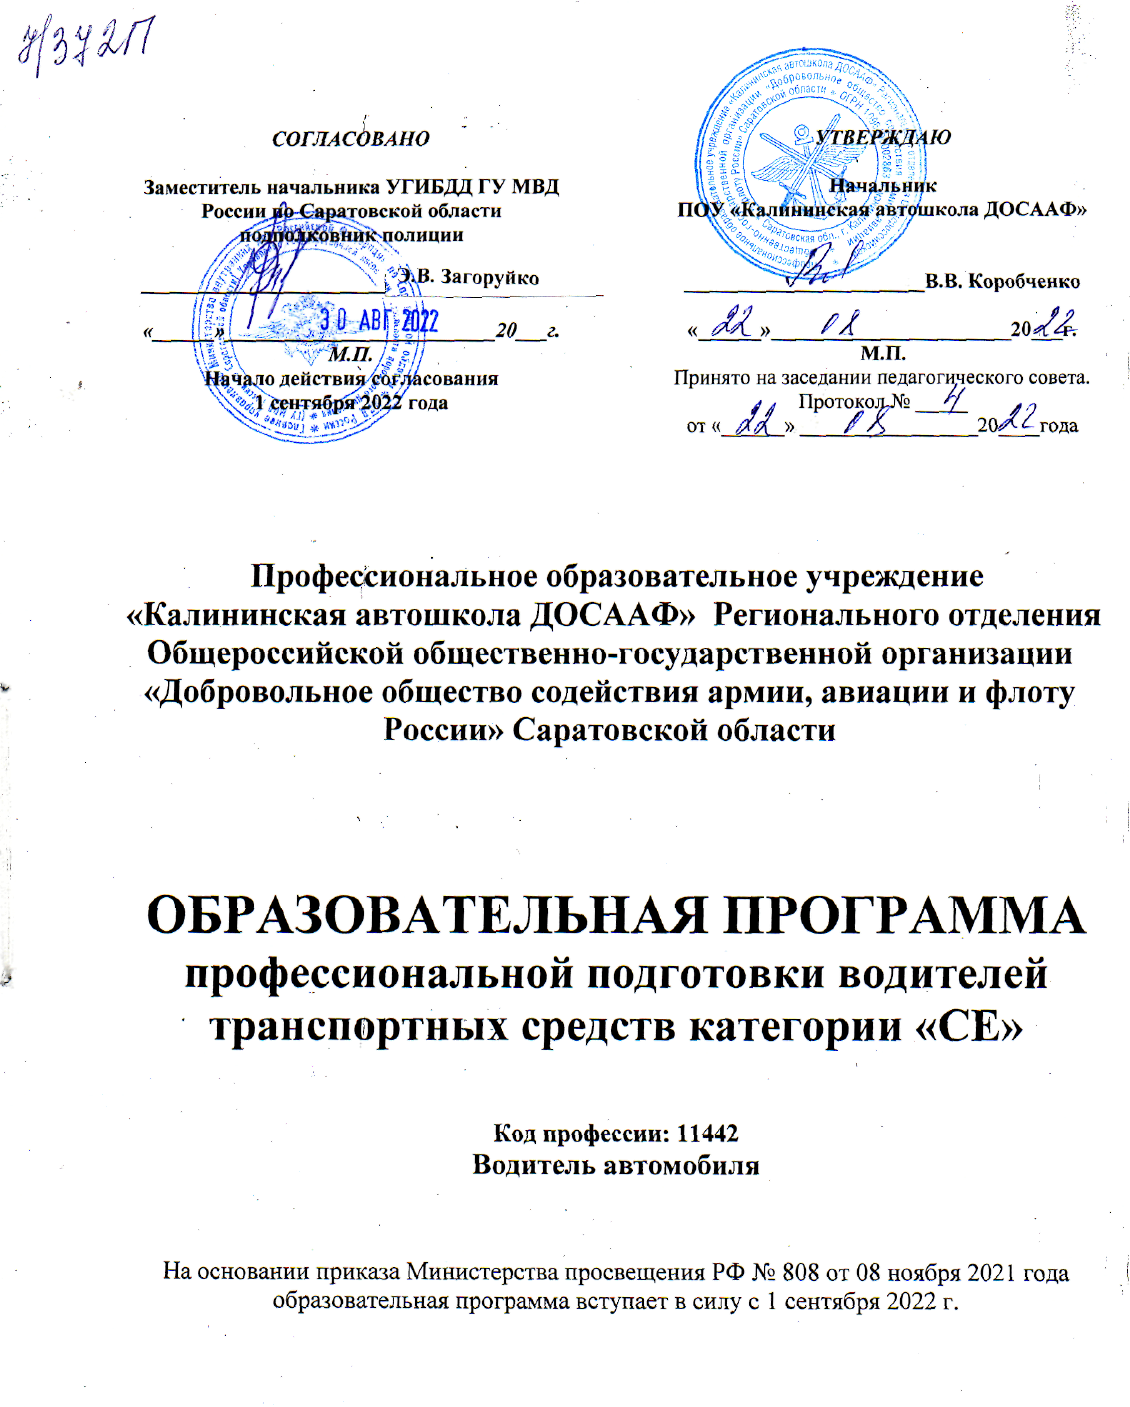 СОГЛАСОВАНО
Заместитель начальника УГИБДД ГУ МВД
России по Саратовской области
подполковник полиции
Э.В. Загоруйко
«______»__________________________20___г.
30 АВГ 2022
М.П.
Начало действия согласования
1 сентября 2022 года
УТВЕРЖДАЮ
Начальник
ПОУ «Калининская автошкола ДОСААФ»
________________________В.В. Коробченко
« 22 » 08 2022г.
М.П.
Принято на заседании педагогического совета.
Протокол № 4
от « 22 » 08 2022 года
Профессиональное образовательное учреждение
«Калининская автошкола ДОСААФ» Регионального отделения
Общероссийской общественно-государственной организации
«Добровольное общество содействия армии, авиации и флоту
России» Саратовской области
ОБРАЗОВАТЕЛЬНАЯ ПРОГРАММА
профессиональной подготовки водителей
транспортных средств категории «СЕ»
Код профессии: 11442
Водитель автомобиля
На основании приказа Министерства просвещения РФ № 808 от 08 ноября 2021 года
образовательная программа вступает в силу с 1 сентября 2022 г.